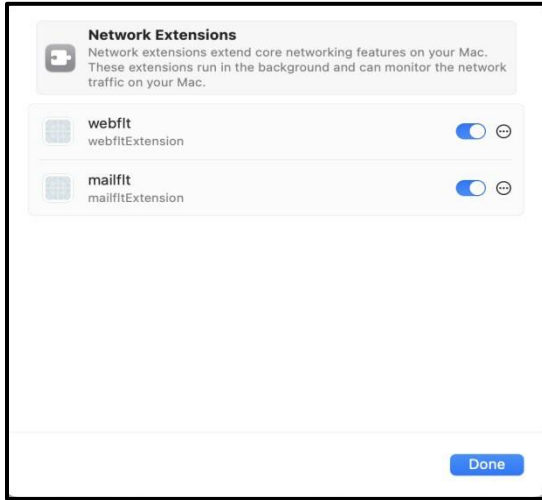 Network Extensions
Network extensions extend core networking features on your Mac.
These extensions run in the background and can monitor the network
traffic on your Mac.
webflt
webfltExtension
mailflt
mailfltExtension
Done